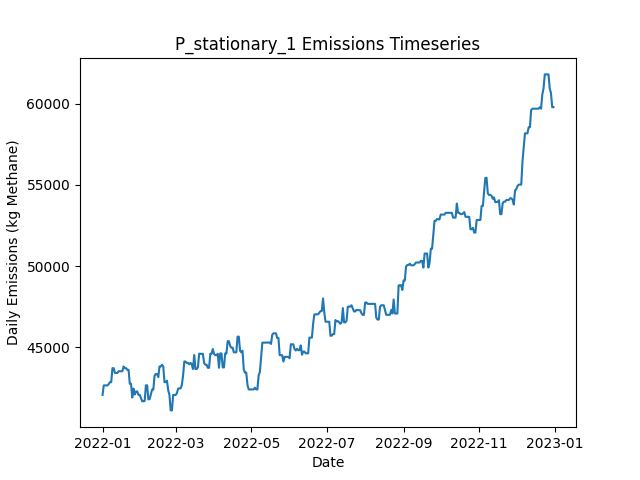 P_stationary_1 Emissions Timeseries
Daily Emissions (kg Methane)
60000
55000
50000
45000
2022-01 2022-03 2022-05 2022-07 2022-09 2022-11 2023-01
Date